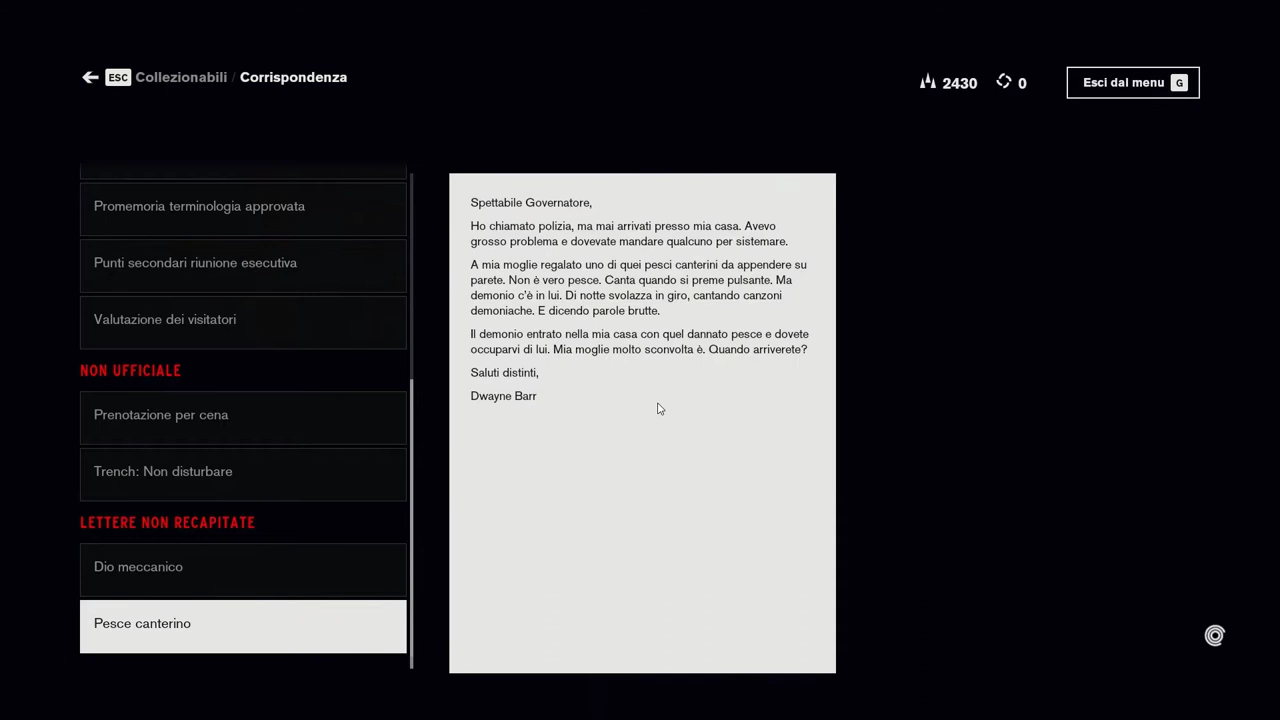 ESC Collezionabili / Corrispondenza
2430 0 Esci dal menu G
Promemoria terminologia approvata
Punti secondari riunione esecutiva
Valutazione dei visitatori
NON UFFICIALE
Prenotazione per cena
Trench: Non disturbare
LETTERE NON RECAPITATE
Dio meccanico
Pesce canterino
Spettabile Governatore,
Ho chiamato polizia, ma mai arrivati presso mia casa. Avevo
grosso problema e dovevate mandare qualcuno per sistemare.
A mia moglie regalato uno di quei pesci canterini da appendere su
parete. Non è vero pesce. Canta quando si preme pulsante. Ma
demonio c'è in lui. Di notte svolazza in giro, cantando canzoni
demoniache. E dicendo parole brutte.
Il demonio entrato nella mia casa con quel dannato pesce e dovete
occuparvi di lui. Mia moglie molto sconvolta è. Quando arriverete?
Saluti distinti,
Dwayne Barr